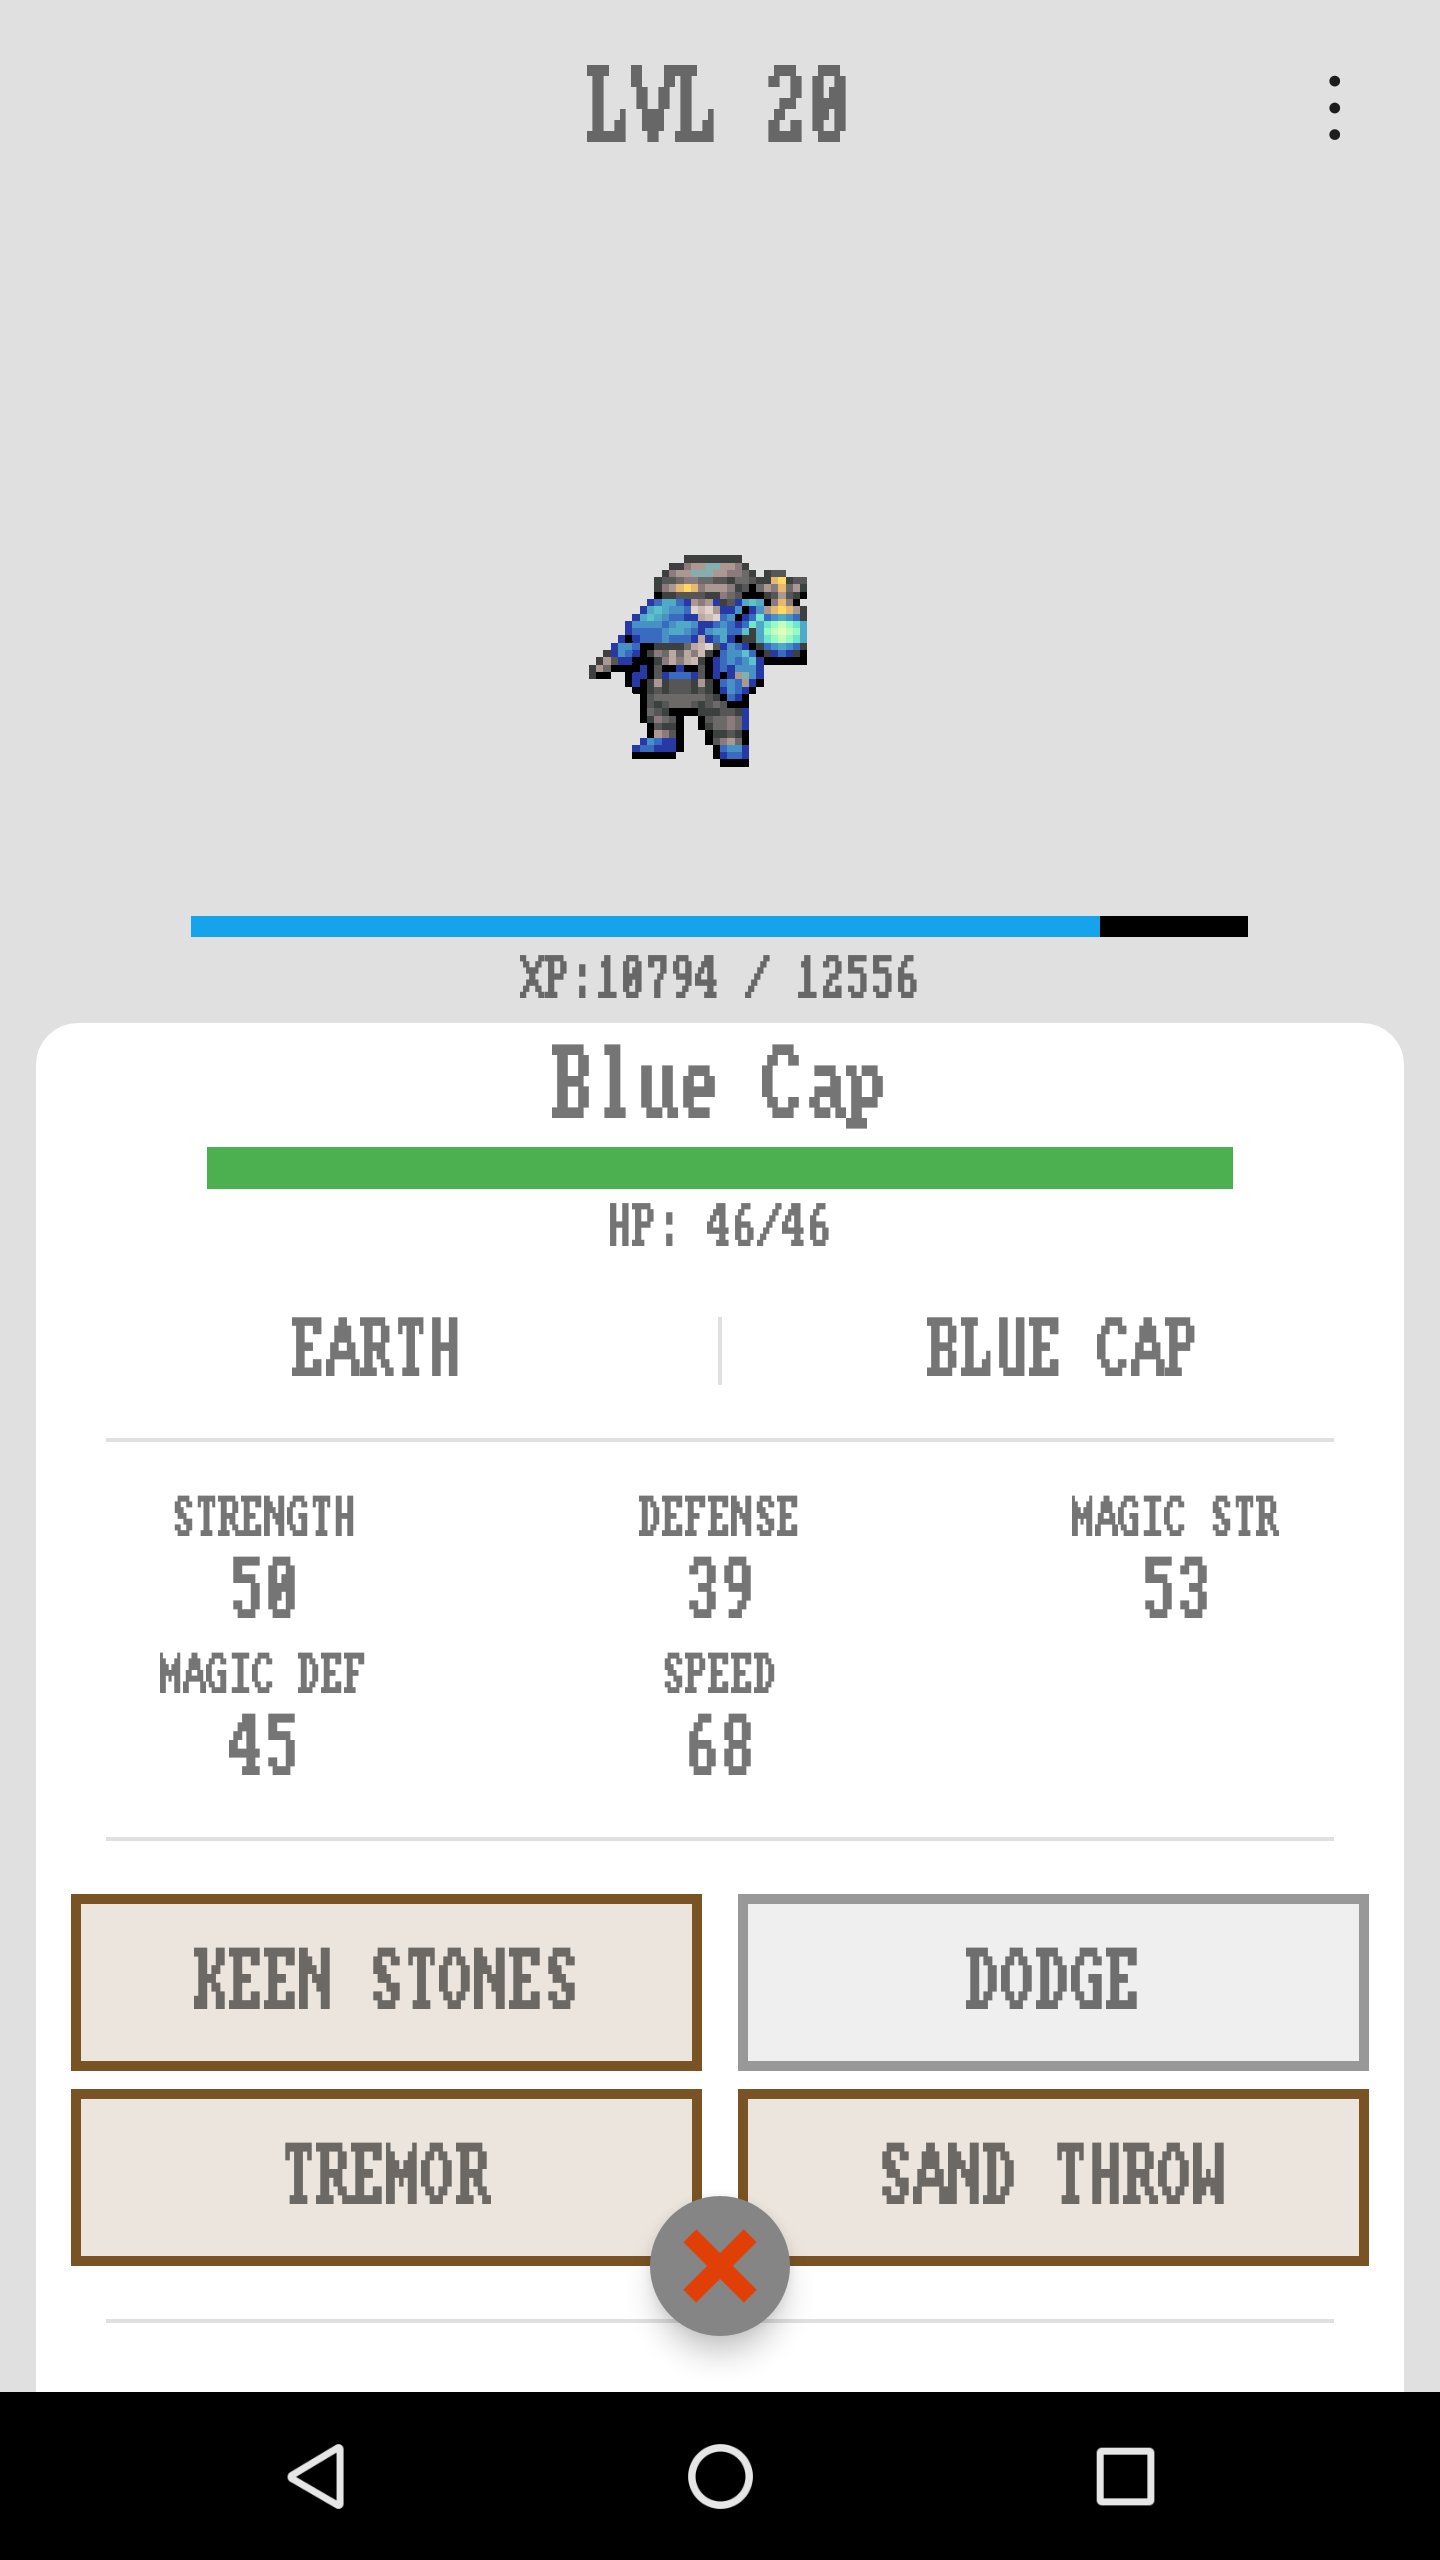 LVL 20
XP:10794 / 12556
Blue Cap
HP: 46/46
EARTH BLUE CAP
STRENGTH DEFENSE MAGIC STR
50 39 53
MAGIC DEF SPEED
45 68
KEEN STONES DODGE
TREMOR SAND THROW